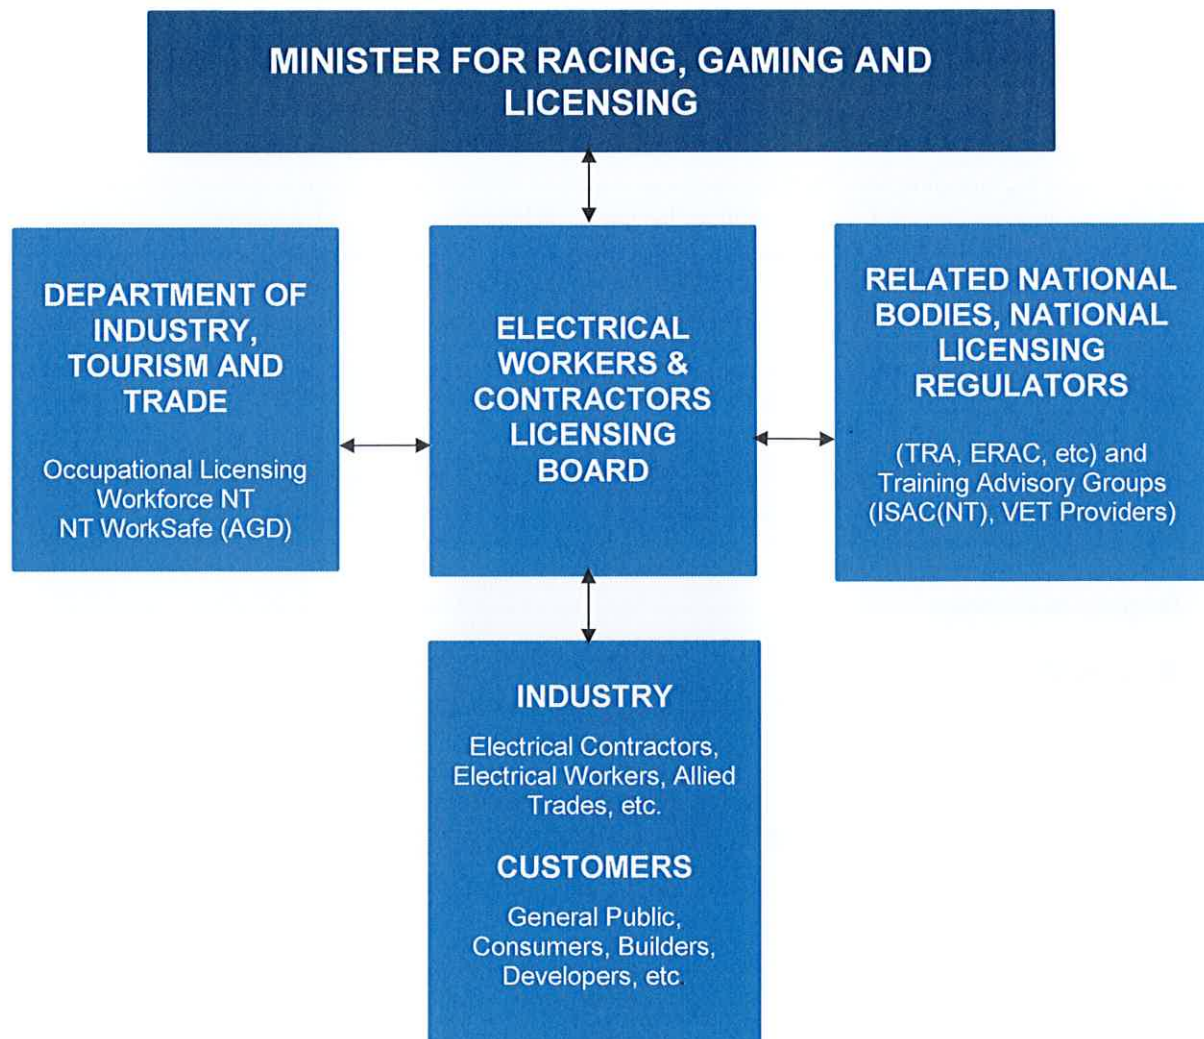 MINISTER FOR RACING, GAMING AND
LICENSING
DEPARTMENT OF
INDUSTRY,
TOURISM AND
TRADE
Occupational Licensing
Workforce NT
NT WorkSafe (AGD)
ELECTRICAL
WORKERS &
CONTRACTORS
LICENSING
BOARD
RELATED NATIONAL
BODIES, NATIONAL
LICENSING
REGULATORS
(TRA, ERAC, etc) and
Training Advisory Groups
(ISAC(NT), VET Providers)
INDUSTRY
Electrical Contractors,
Electrical Workers, Allied
Trades, etc.
CUSTOMERS
General Public,
Consumers, Builders,
Developers, etc.